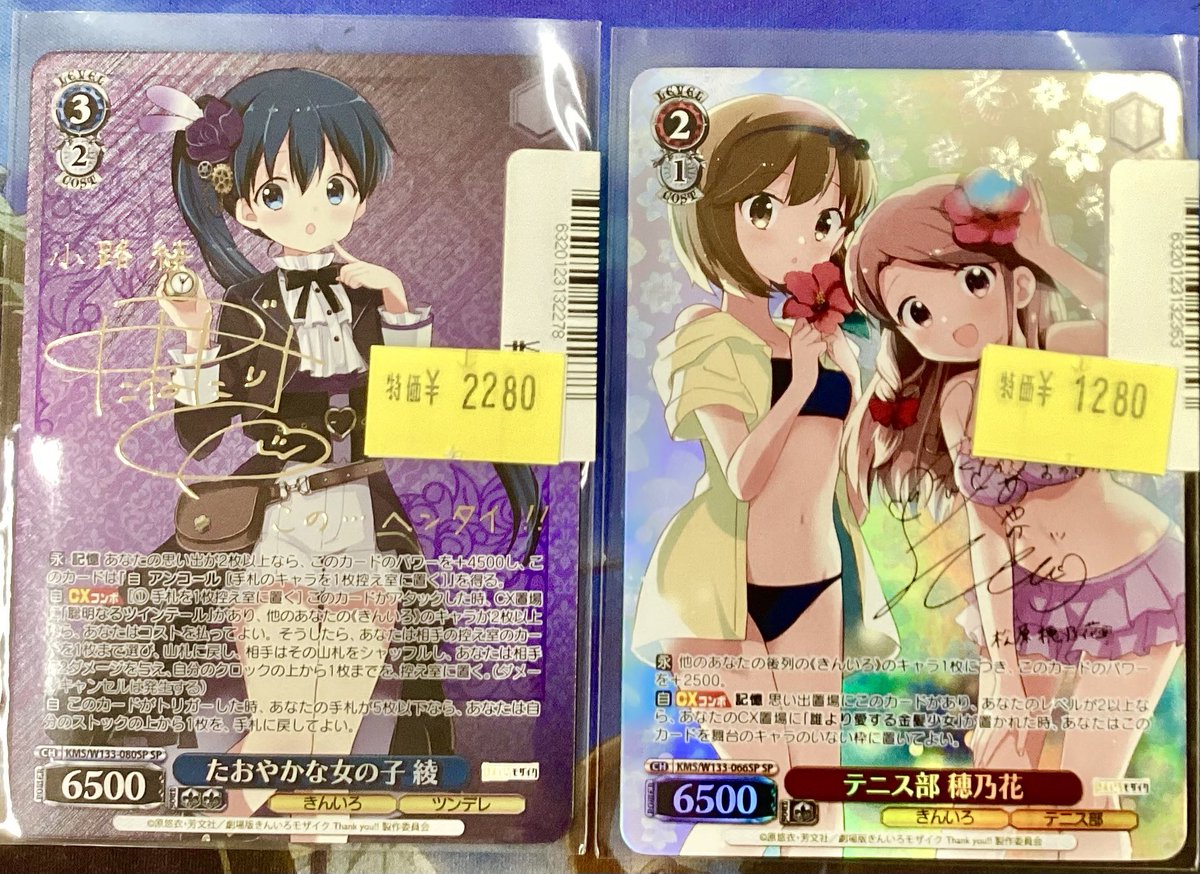 LEVEL
3
2
COST
小路 綾
この…ヘンタイ!!
6320123132278
特価¥ 2280
永 記憶 あなたの思い出が2枚以上なら、このカードのパワーを+4500し、こ
のカードは『自 アンコール [手札のキャラを1枚控え室に置く]』を得る。
自 CXコンボ [① 手札を1枚控え室に置く] このカードがアタックした時、CX置場
に「聡明なるツインテール」があり、他のあなたの《きんいろ》のキャラが2枚以上
なら、あなたはコストを払ってよい。そうしたら、あなたは相手の控え室のカー
ドを1枚まで選び、山札に戻し、相手はその山札をシャッフルし、あなたは相手
ダメージを与え、自分のクロックの上から1枚までを、控え室に置く。(ダメー
ジキャンセルは発生する)
自 このカードがトリガーした時、あなたの手札が5枚以下なら、あなたは自
分のストックの上から1枚を、手札に戻してよい。
CH KMS/W133-080SP SP
6500
たおやかな女の子 綾
きんいろ
ツンデレ
©原悠衣・芳文社/劇場版きんいろモザイク Thank you!! 製作委員会
LEVEL
2
1
COST
6320123132353
特価¥ 1280
松原穂乃花
永 他のあなたの後列の《きんいろ》のキャラ1枚につき、このカードのパワー
を+2500。
自 CXコンボ 記憶 思い出置場にこのカードがあり、あなたのレベルが2以上な
ら、あなたのCX置場に「誰より愛する金髪少女」が置かれた時、あなたはこの
カードを舞台のキャラのいない枠に置いてよい。
CH KMS/W133-066SP SP
6500
テニス部 穂乃花
きんいろ
テニス部
©原悠衣・芳文社/劇場版きんいろモザイク Thank you!! 製作委員会